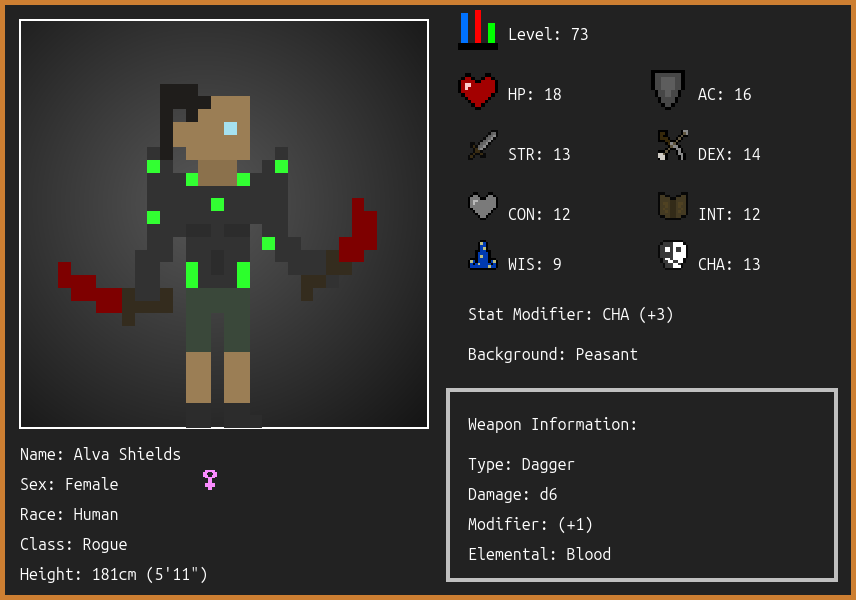 Level: 73
HP: 18
AC: 16
STR: 13
DEX: 14
CON: 12
INT: 12
WIS: 9
CHA: 13
Stat Modifier: CHA (+3)
Background: Peasant
Weapon Information:
Type: Dagger
Damage: d6
Modifier: (+1)
Elemental: Blood
Name: Alva Shields
Sex: Female
Race: Human
Class: Rogue
Height: 181cm (5'11")